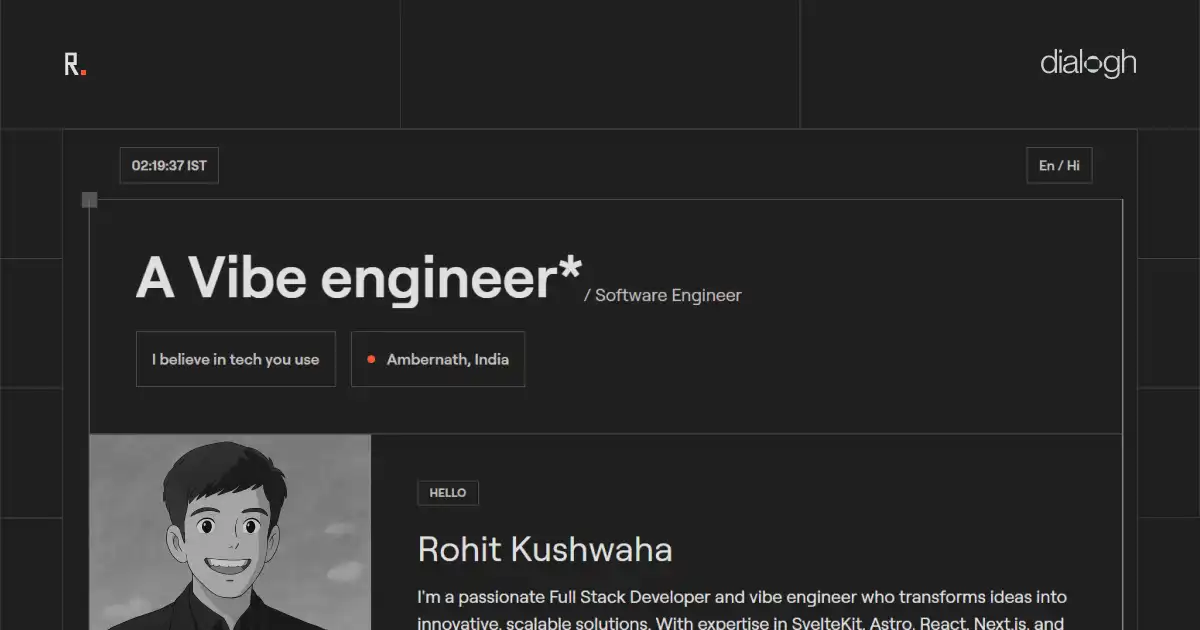 R.
dialogh
02:19:37 IST
En / Hi
A Vibe engineer* / Software Engineer
I believe in tech you use
Ambernath, India
HELLO
Rohit Kushwaha
I'm a passionate Full Stack Developer and vibe engineer who transforms ideas into
innovative, scalable solutions. With expertise in SvelteKit, Astro, React, Next.js, and